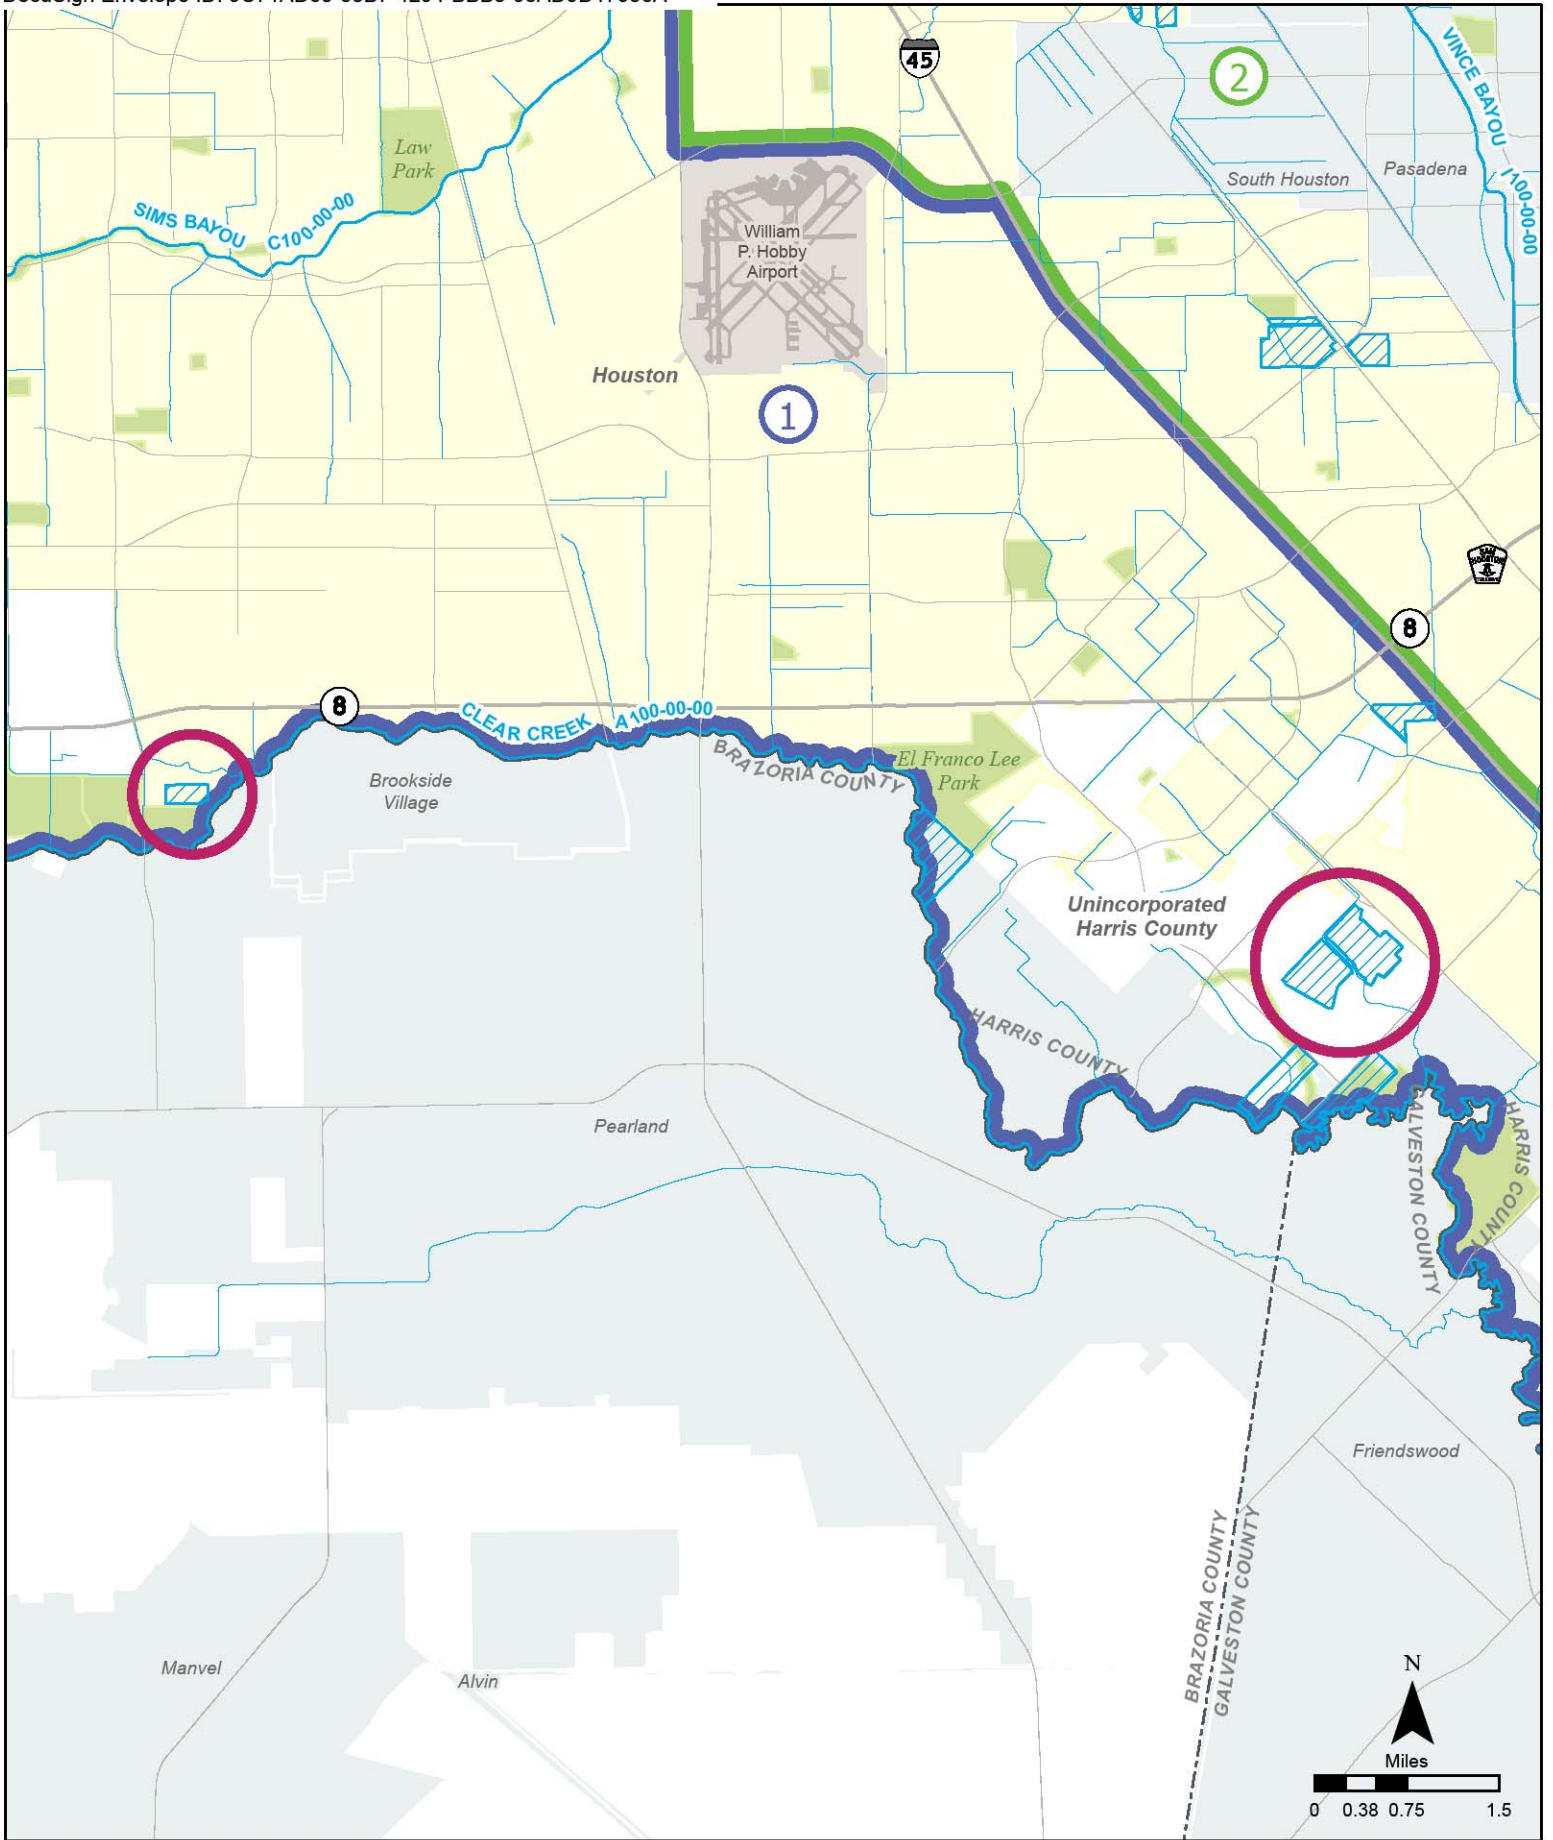 45
2
VINCE BAYOU I100-00-00
Law
Park
South Houston
Pasadena
SIMS BAYOU C100-00-00
William
P. Hobby
Airport
Houston
1
8
8
CLEAR CREEK A100-00-00
BRAZORIA COUNTY
El Franco Lee
Park
Brookside
Village
Unincorporated
Harris County
HARRIS COUNTY
Pearland
GALVESTON COUNTY
HARRIS COUNTY
Friendswood
BRAZORIA COUNTY
GALVESTON COUNTY
Manvel
Alvin
N
Miles
0 0.38 0.75 1.5